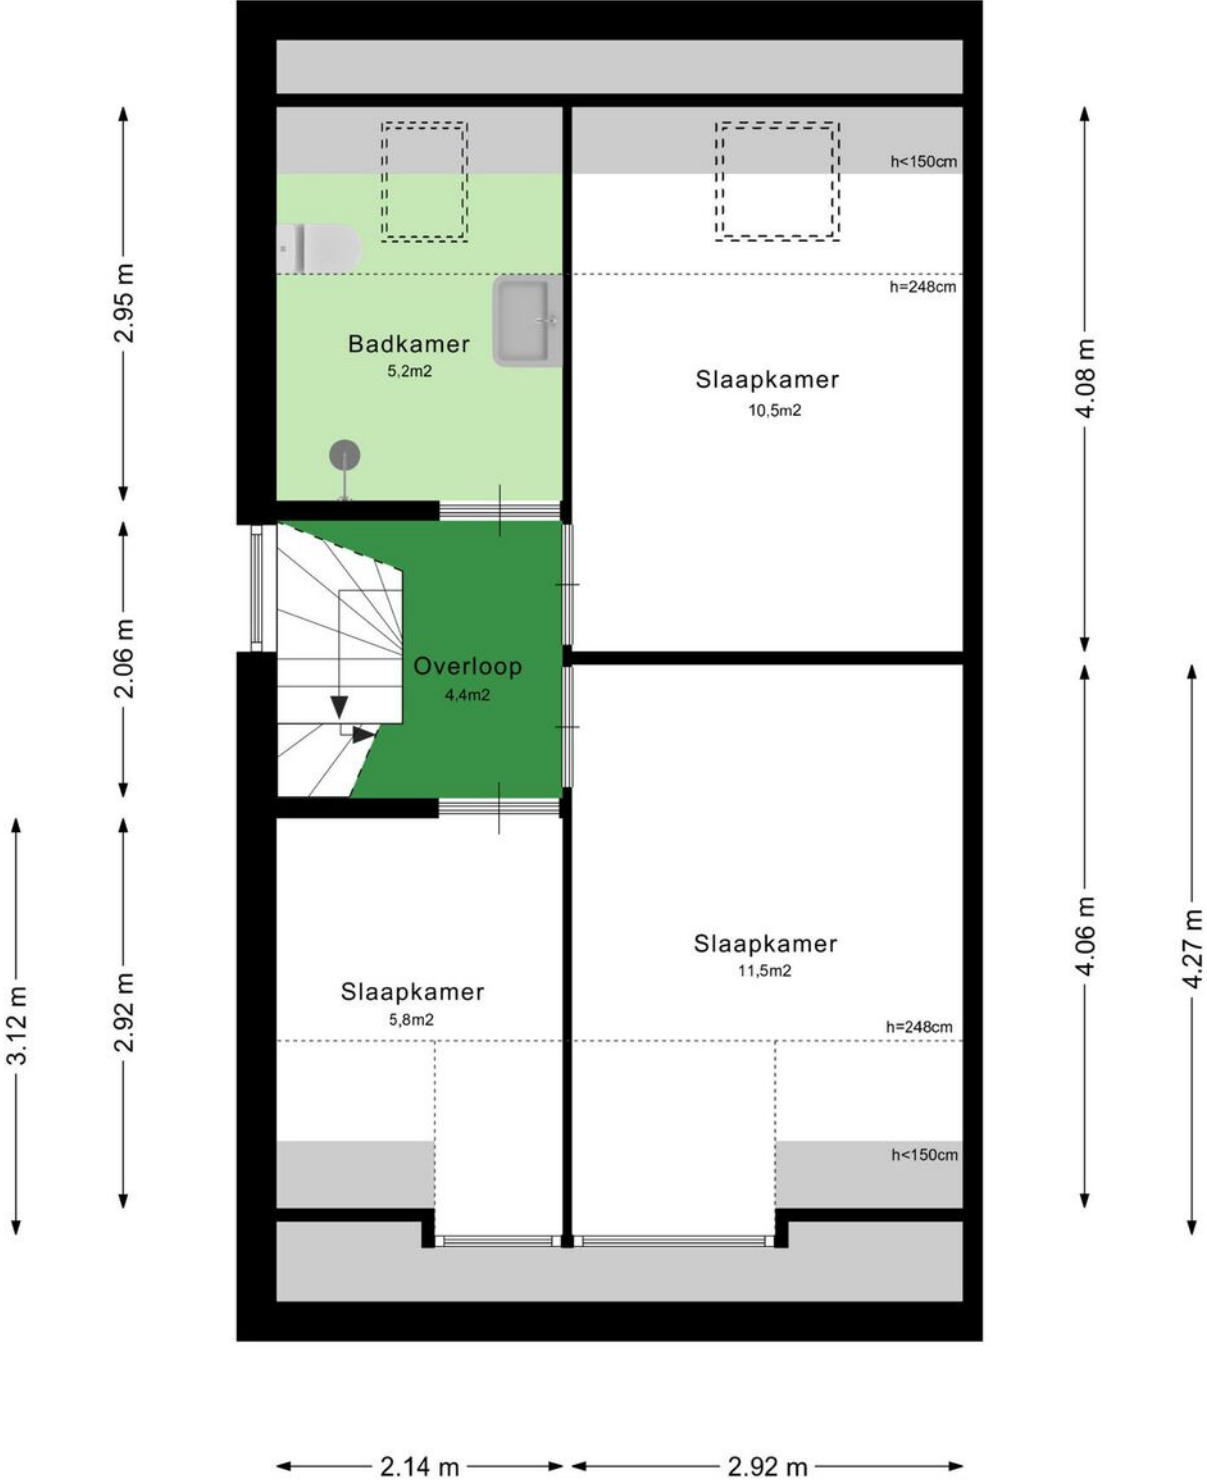 h<150cm
h=248cm
2.95 m
Badkamer
5,2m2
Slaapkamer
10,5m2
4.08 m
2.06 m
Overloop
4,4m2
Slaapkamer
11,5m2
4.06 m
4.27 m
3.12 m
2.92 m
Slaapkamer
5,8m2
h=248cm
h<150cm
2.14 m
2.92 m